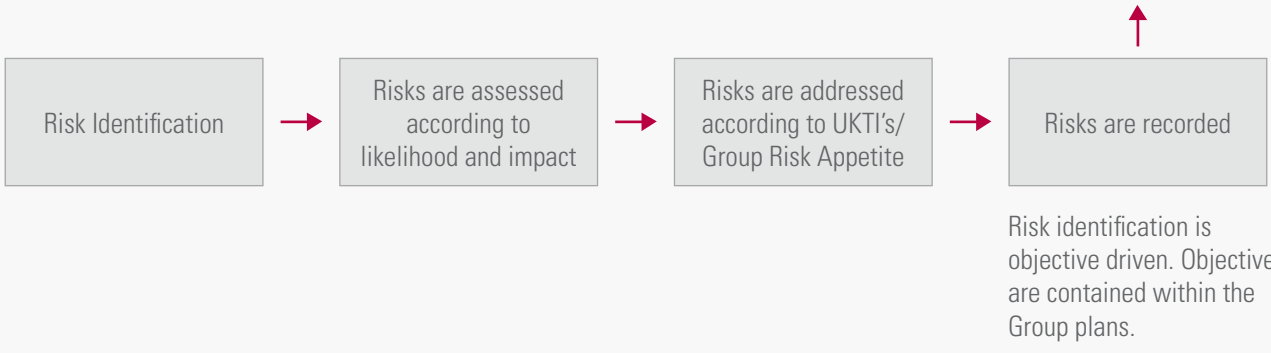 Risk Identification
Risks are assessed
according to
likelihood and impact
Risks are addressed
according to UKTI's/
Group Risk Appetite
Risks are recorded
Risk identification is
objective driven. Objective
are contained within the
Group plans.